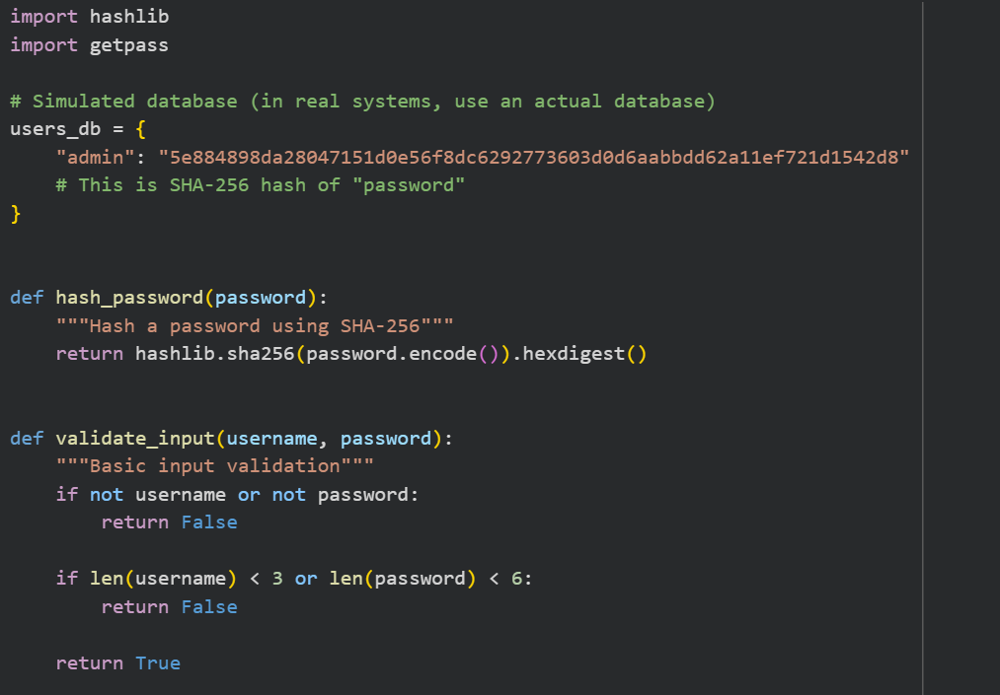 import hashlib
import getpass
# Simulated database (in real systems, use an actual database)
users_db = {
    "admin": "5e884898da28047151d0e56f8dc6292773603d0d6aabbdd62a11ef721d1542d8"
    # This is SHA-256 hash of "password"
}
def hash_password(password):
    """Hash a password using SHA-256"""
    return hashlib.sha256(password.encode()).hexdigest()
def validate_input(username, password):
    """Basic input validation"""
    if not username or not password:
        return False
    if len(username) < 3 or len(password) < 6:
        return False
    return True